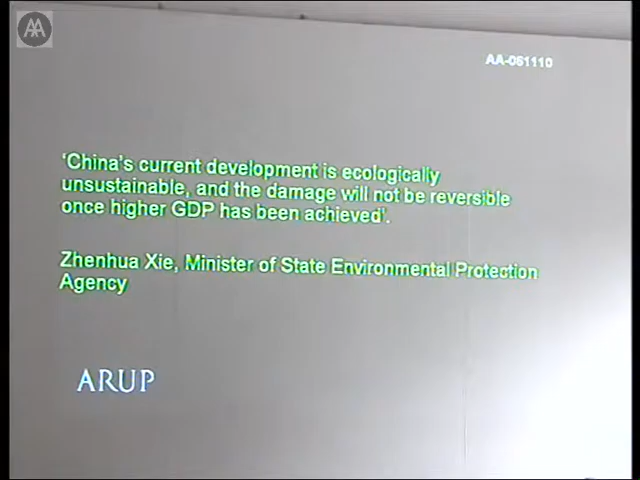 AA
AA-061110
‘China’s current development is ecologically
unsustainable, and the damage will not be reversible
once higher GDP has been achieved’.
Zhenhua Xie, Minister of State Environmental Protection
Agency
ARUP